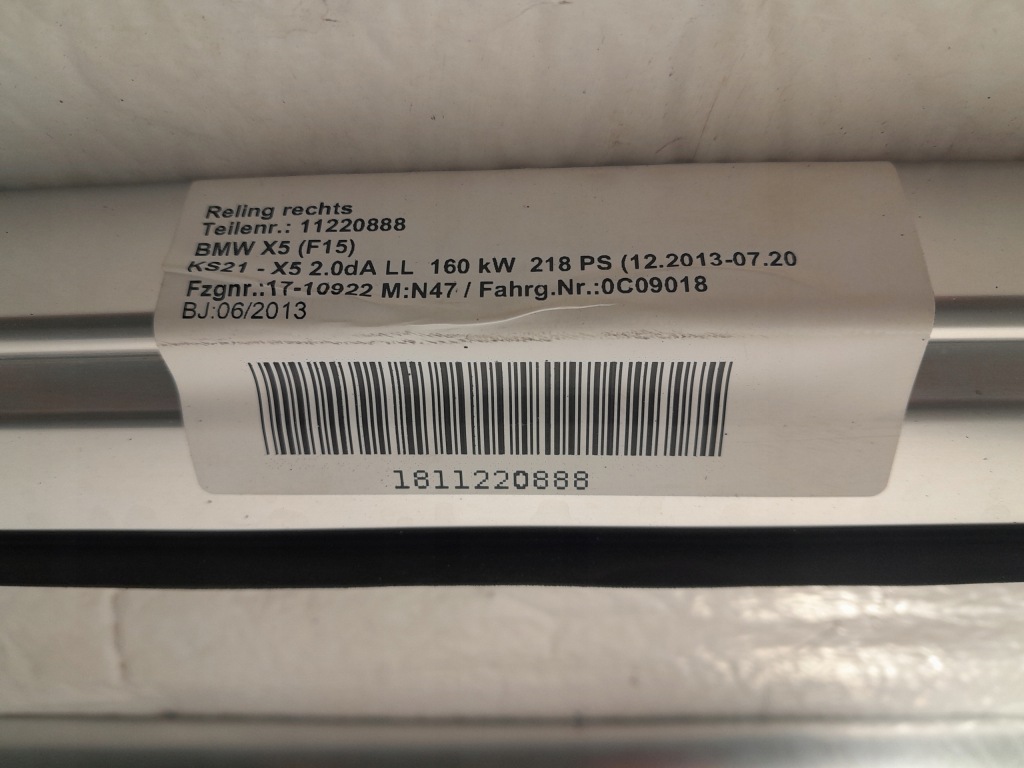 Reling rechts
Teilenr.: 11220888
BMW X5 (F15)
KS21 - X5 2.0dA LL 160 kW 218 PS (12.2013-07.20
Fzgnr.:17-10922 M:N47 / Fahrg.Nr.:0C09018
BJ:06/2013
1811220888